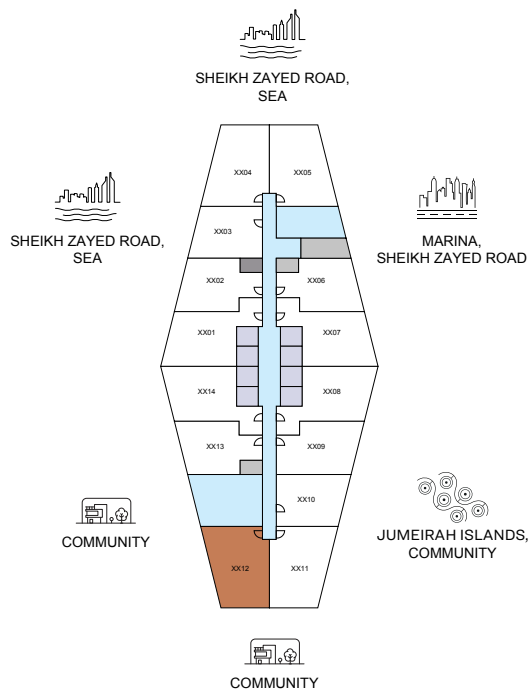 SHEIKH ZAYED ROAD,
SEA
XX04
XX05
SHEIKH ZAYED ROAD,
SEA
XX03
MARINA,
SHEIKH ZAYED ROAD
XX02
XX06
XX01
XX07
XX14
XX08
XX13
XX09
XX10
COMMUNITY
JUMEIRAH ISLANDS,
COMMUNITY
XX12
XX11
COMMUNITY